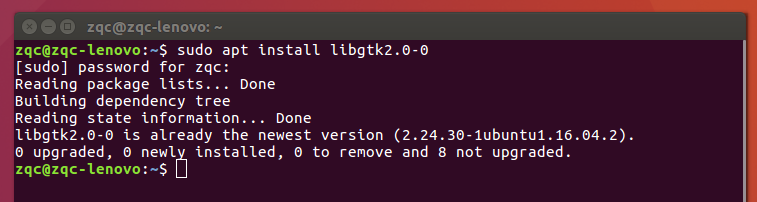 zqc@zqc-lenovo: ~
zqc@zqc-lenovo:~$ sudo apt install libgtk2.0-0
[sudo] password for zqc:
Reading package lists... Done
Building dependency tree
Reading state information... Done
libgtk2.0-0 is already the newest version (2.24.30-1ubuntu1.16.04.2).
0 upgraded, 0 newly installed, 0 to remove and 8 not upgraded.
zqc@zqc-lenovo:~$